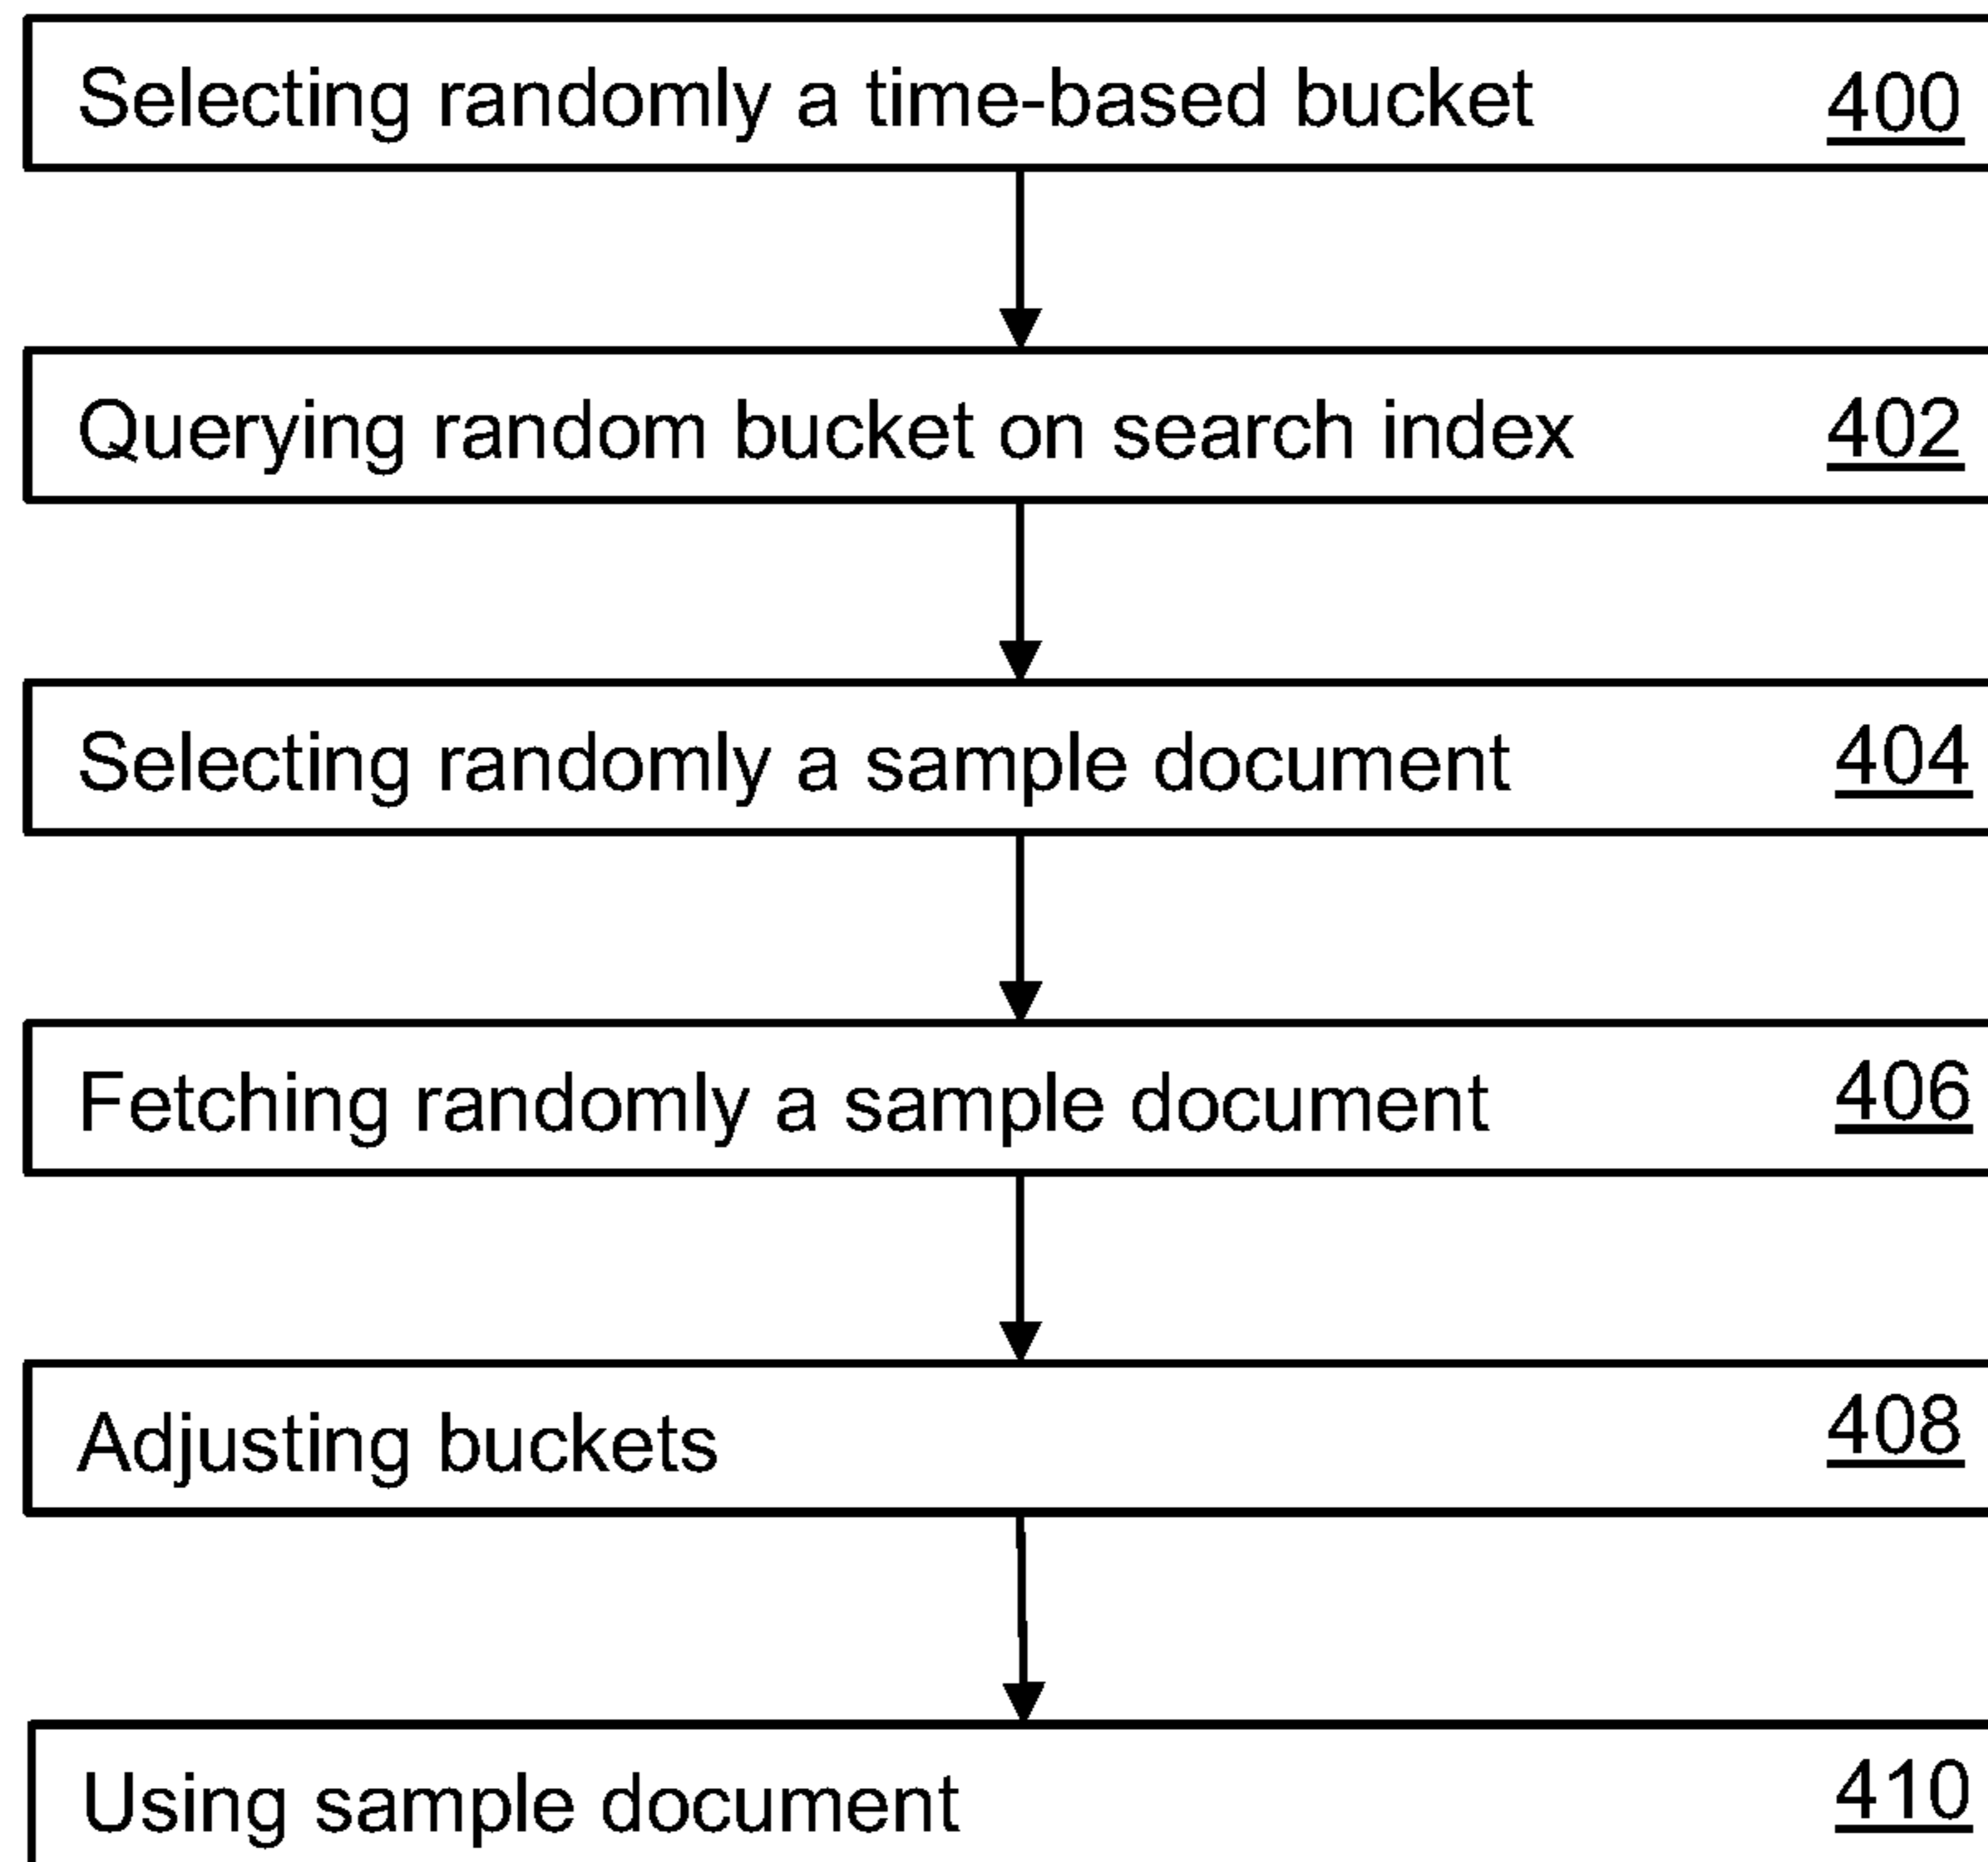 Selecting randomly a time-based bucket 400
Querying random bucket on search index 402
Selecting randomly a sample document 404
Fetching randomly a sample document 406
Adjusting buckets 408
Using sample document 410